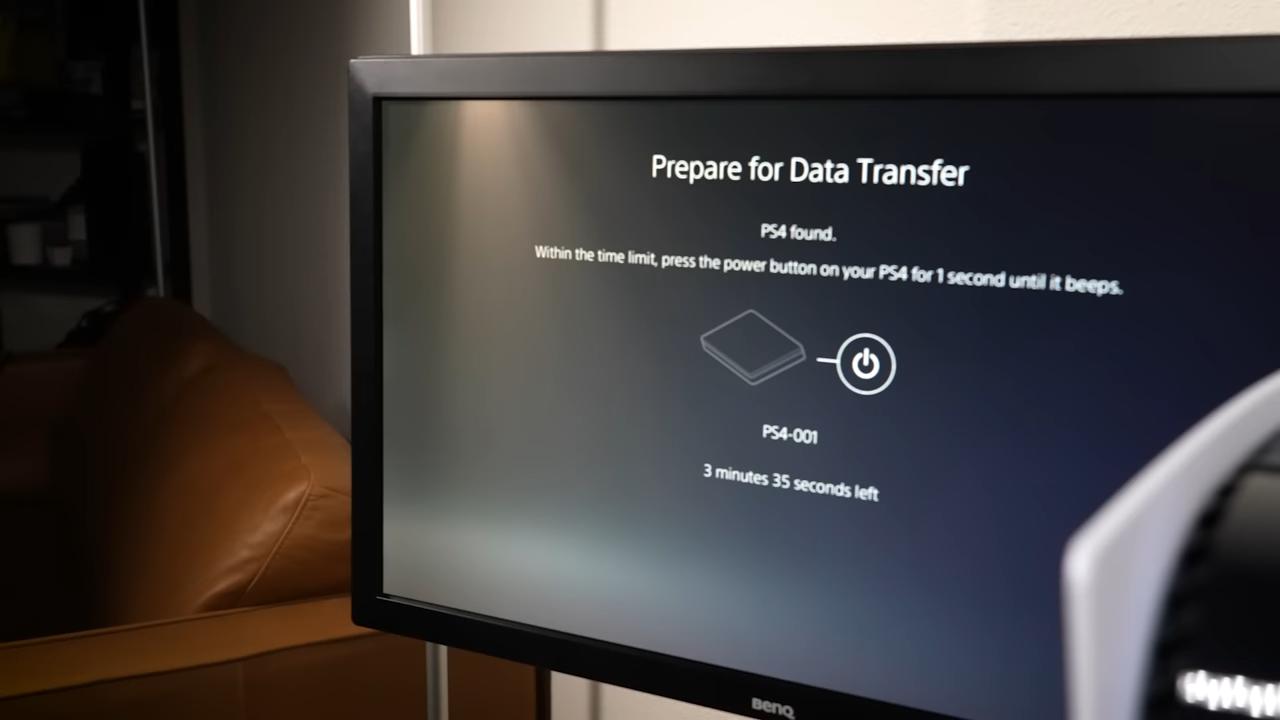 Prepare for Data Transfer
PS4 found.
Within the time limit, press the power button on your PS4 for 1 second until it beeps.
PS4-001
3 minutes 35 seconds left
BenQ